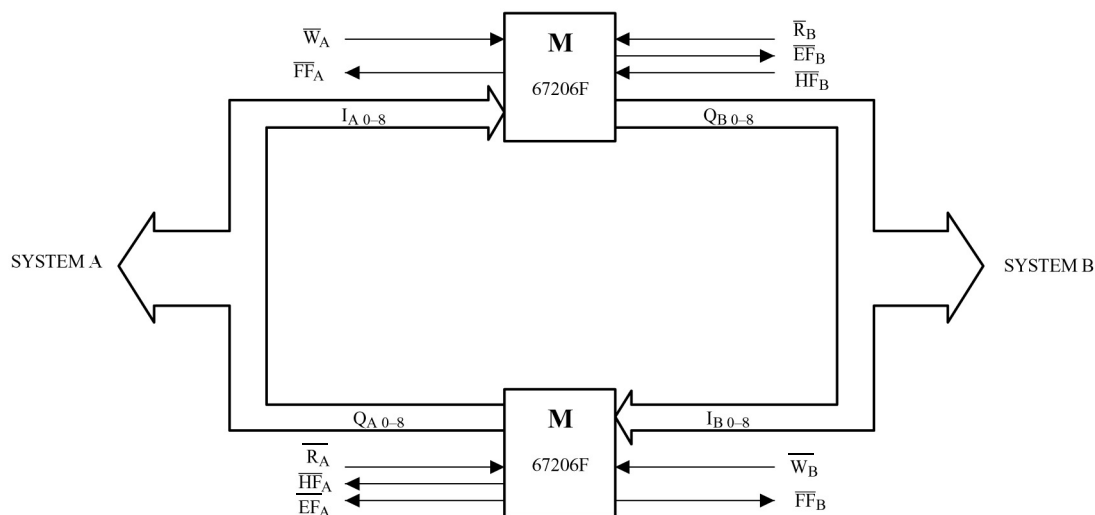 W̅A
M
R̅B
E̅F̅B
F̅F̅A
67206F
H̅F̅B
IA 0–8
QB 0–8
SYSTEM A
SYSTEM B
QA 0–8
M
IB 0–8
R̅A̅
67206F
W̅B̅
H̅F̅A
E̅F̅A̅
F̅F̅B